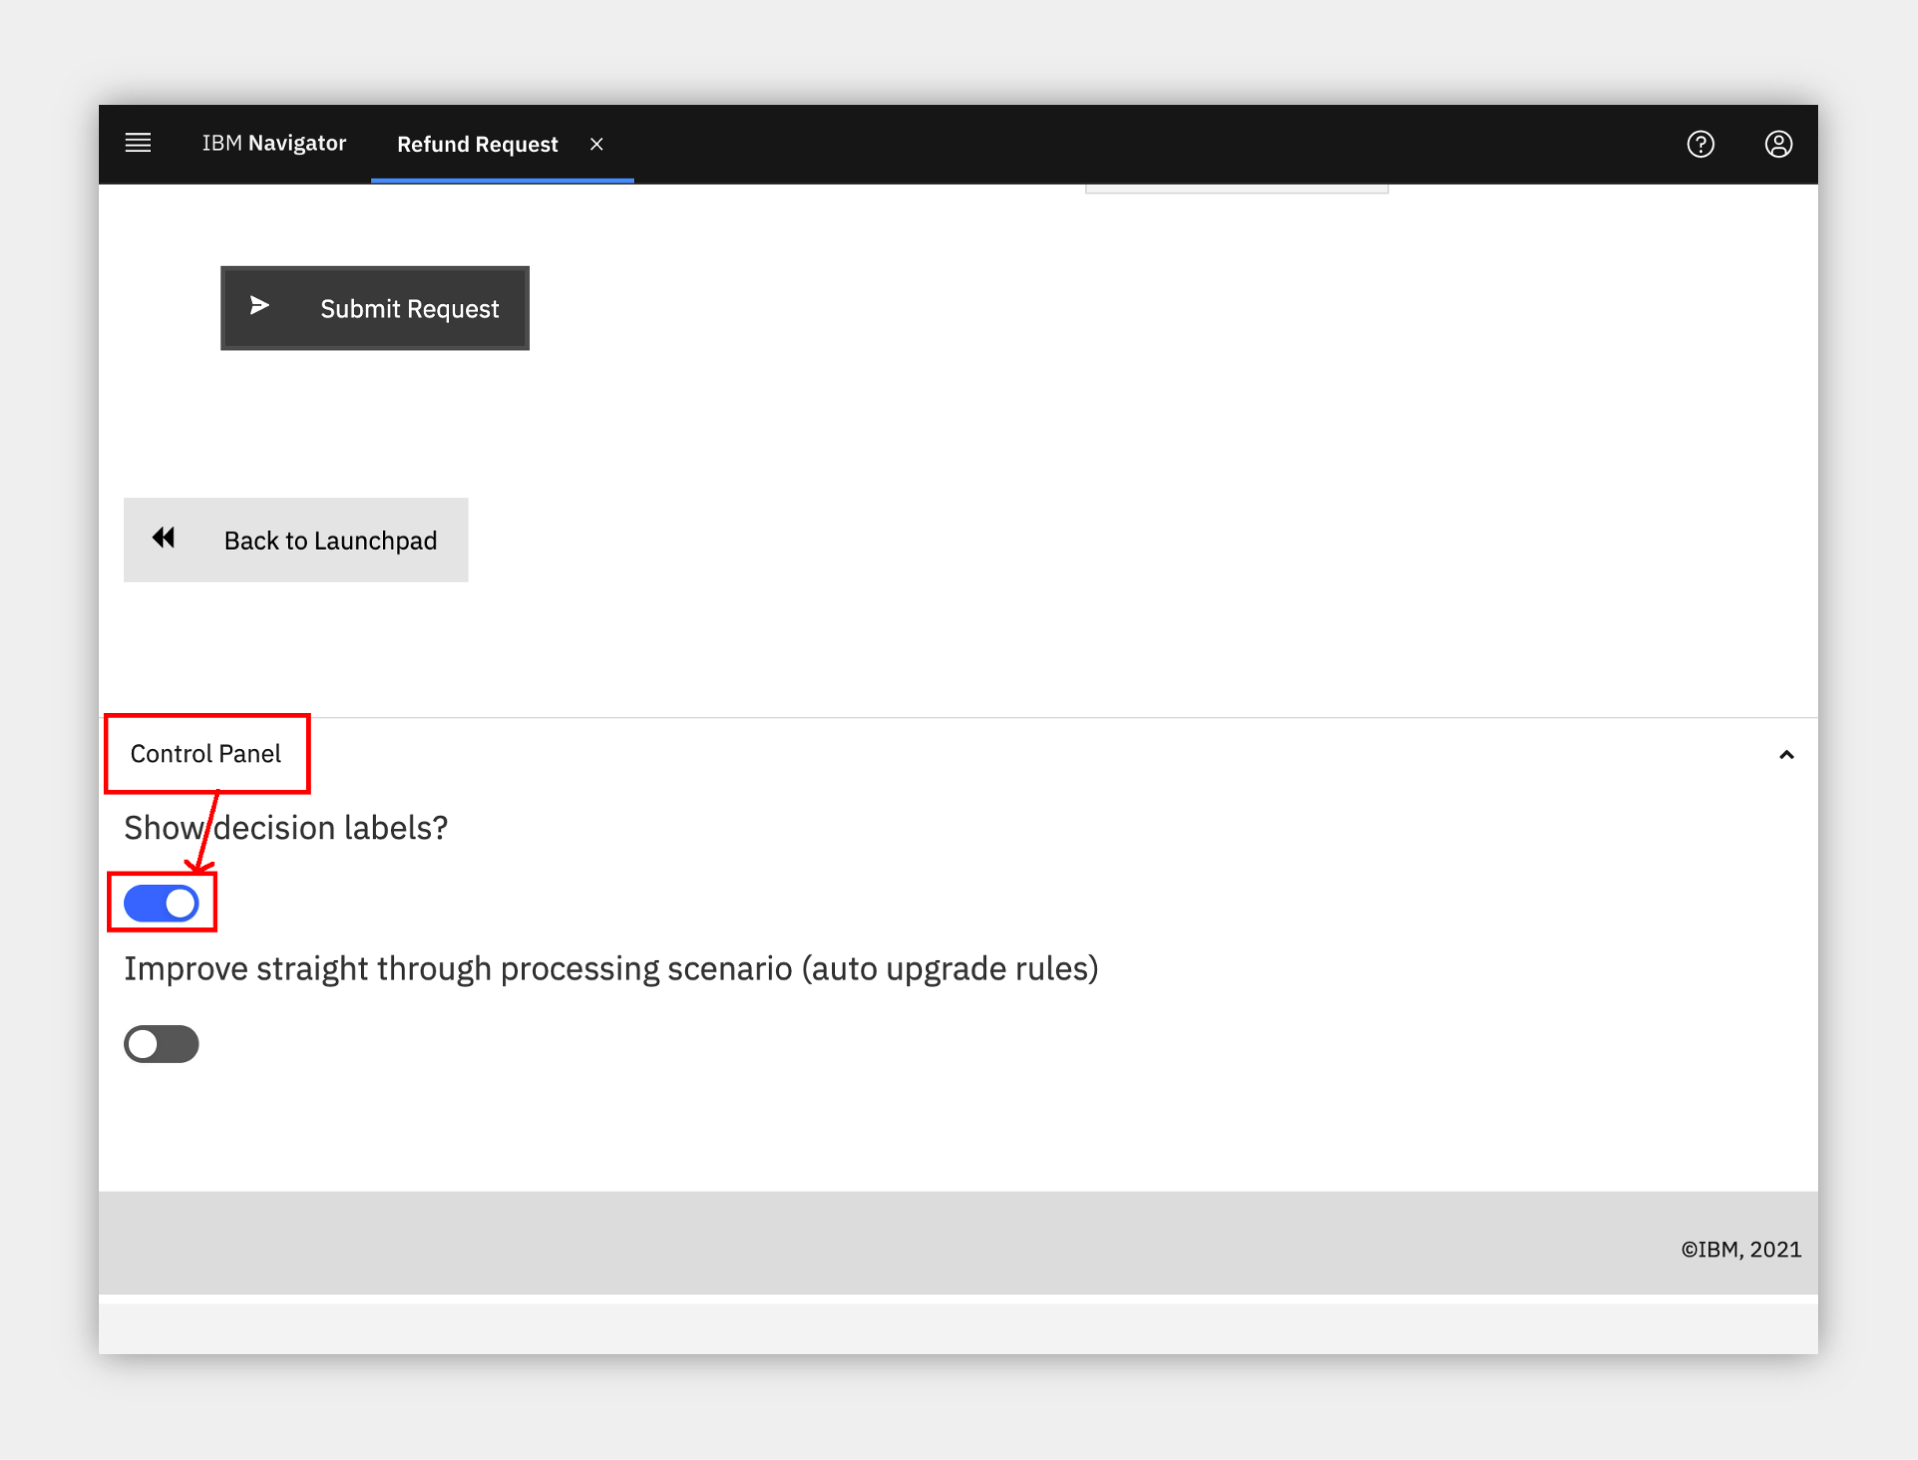 IBM Navigator Refund Request
Submit Request
Back to Launchpad
Control Panel
Show decision labels?
Improve straight through processing scenario (auto upgrade rules)
©IBM, 2021